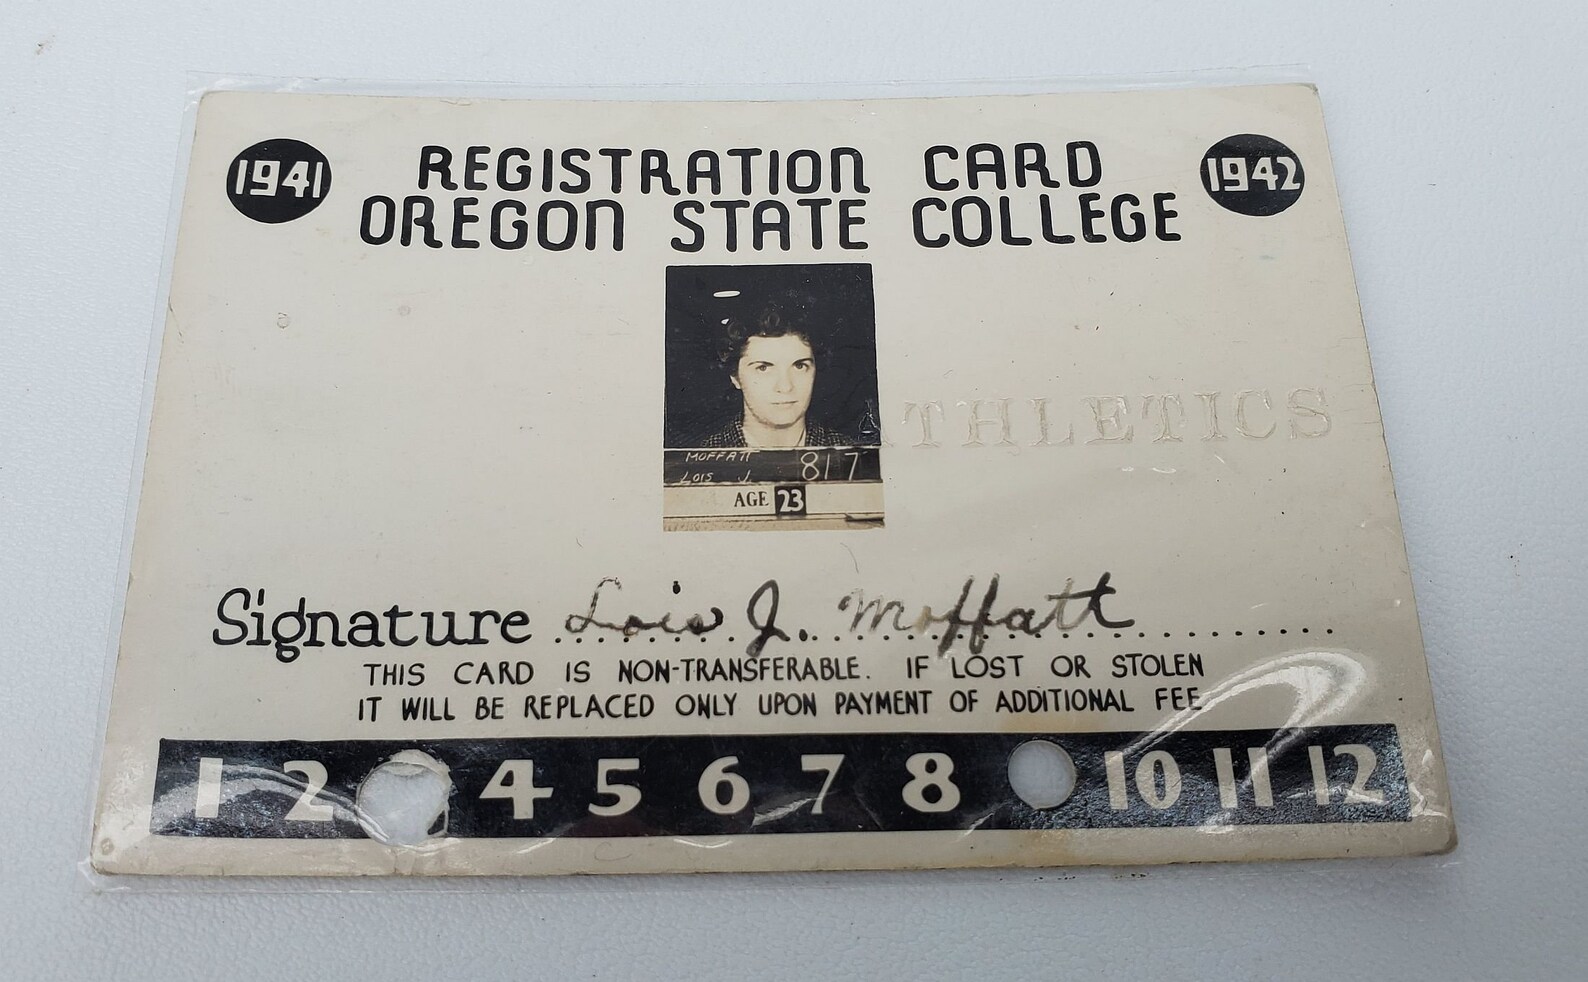 1941 REGISTRATION CARD 1942
OREGON STATE COLLEGE
ATHLETICS
MOFFATT 817
LOIS J.
AGE 23
Signature Lois J. Moffatt
THIS CARD IS NON-TRANSFERABLE. IF LOST OR STOLEN
IT WILL BE REPLACED ONLY UPON PAYMENT OF ADDITIONAL FEE
1 2 4 5 6 7 8 10 11 12